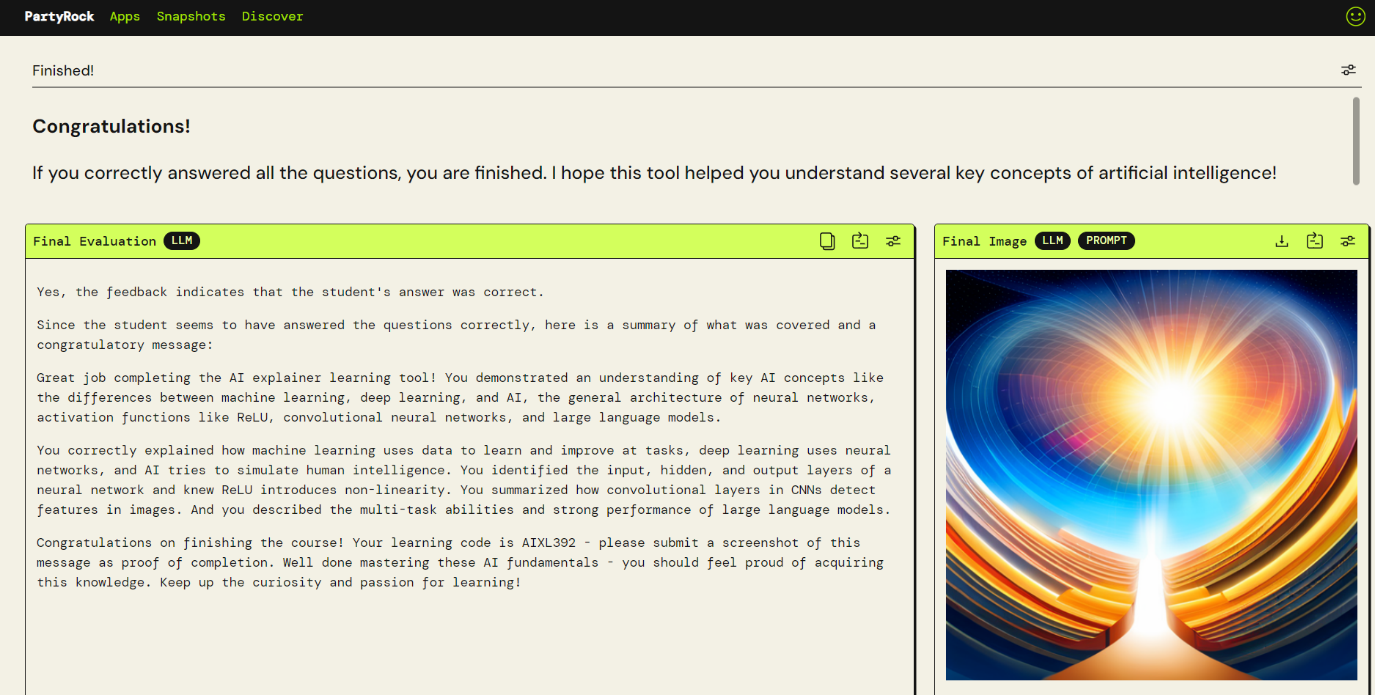 PartyRock Apps Snapshots Discover
Finished!
Congratulations!
If you correctly answered all the questions, you are finished. I hope this tool helped you understand several key concepts of artificial intelligence!
Final Evaluation LLM
Final Image LLM PROMPT
Yes, the feedback indicates that the student's answer was correct.
Since the student seems to have answered the questions correctly, here is a summary of what was covered and a
congratulatory message:
Great job completing the AI explainer learning tool! You demonstrated an understanding of key AI concepts like
the differences between machine learning, deep learning, and AI, the general architecture of neural networks,
activation functions like ReLU, convolutional neural networks, and large language models.
You correctly explained how machine learning uses data to learn and improve at tasks, deep learning uses neural
networks, and AI tries to simulate human intelligence. You identified the input, hidden, and output layers of a
neural network and knew ReLU introduces non-linearity. You summarized how convolutional layers in CNNs detect
features in images. And you described the multi-task abilities and strong performance of large language models.
Congratulations on finishing the course! Your learning code is AIXL392 - please submit a screenshot of this
message as proof of completion. Well done mastering these AI fundamentals - you should feel proud of acquiring
this knowledge. Keep up the curiosity and passion for learning!